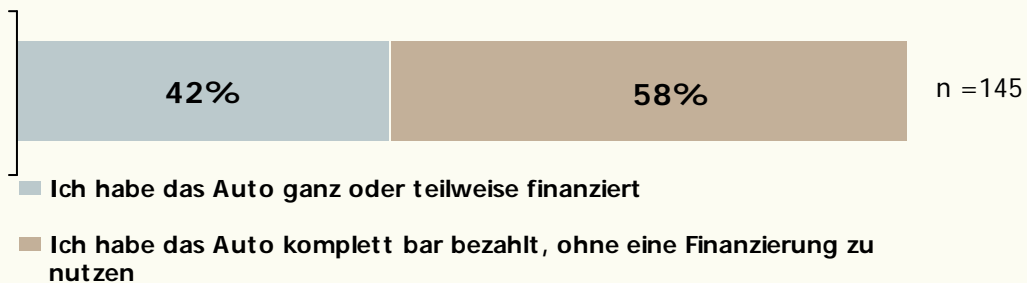 42%
58%
n =145
Ich habe das Auto ganz oder teilweise finanziert
Ich habe das Auto komplett bar bezahlt, ohne eine Finanzierung zu
nutzen